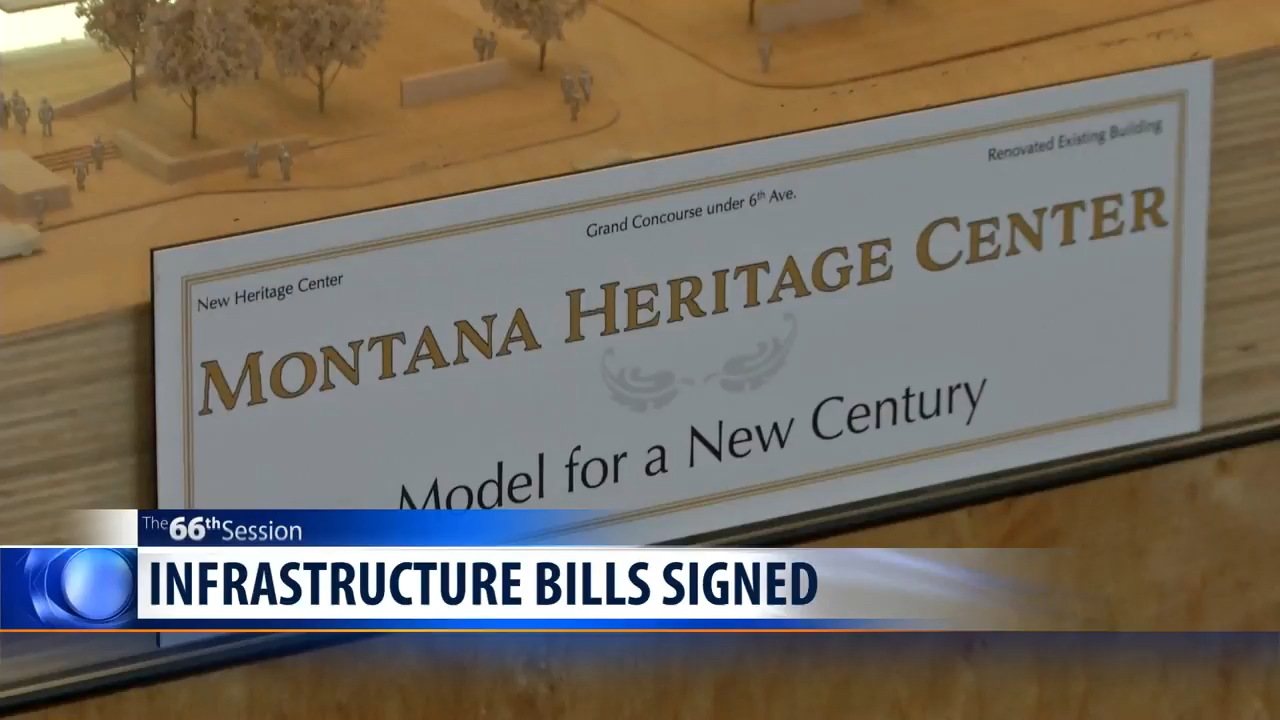 Renovated Existing Building
Grand Concourse under 6th Ave.
New Heritage Center
MONTANA HERITAGE CENTER
Model for a New Century
The 66th Session
INFRASTRUCTURE BILLS SIGNED